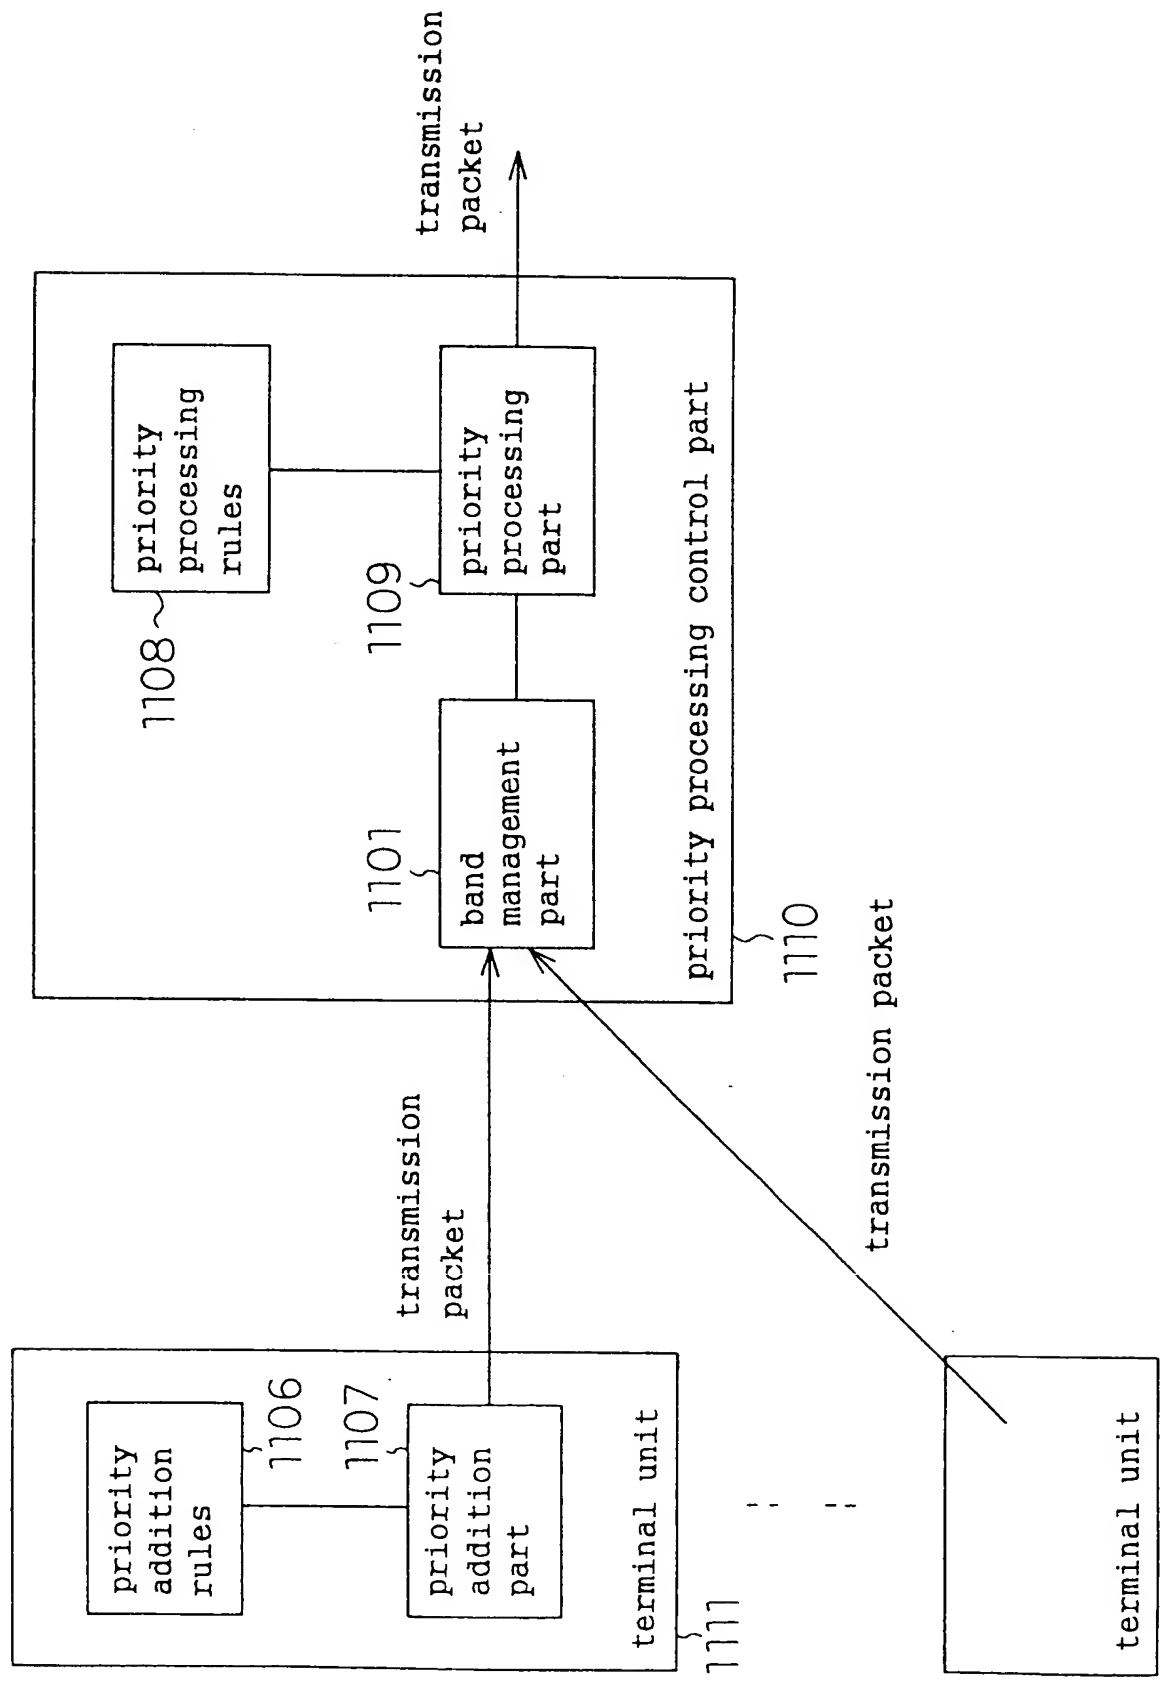 priority
addition
rules
1106
1107
priority
addition
part
terminal unit
1111
transmission
packet
terminal unit
transmission packet
1108
priority
processing
rules
1101
band
management
part
1109
priority
processing
part
priority processing control part
1110
transmission
packet